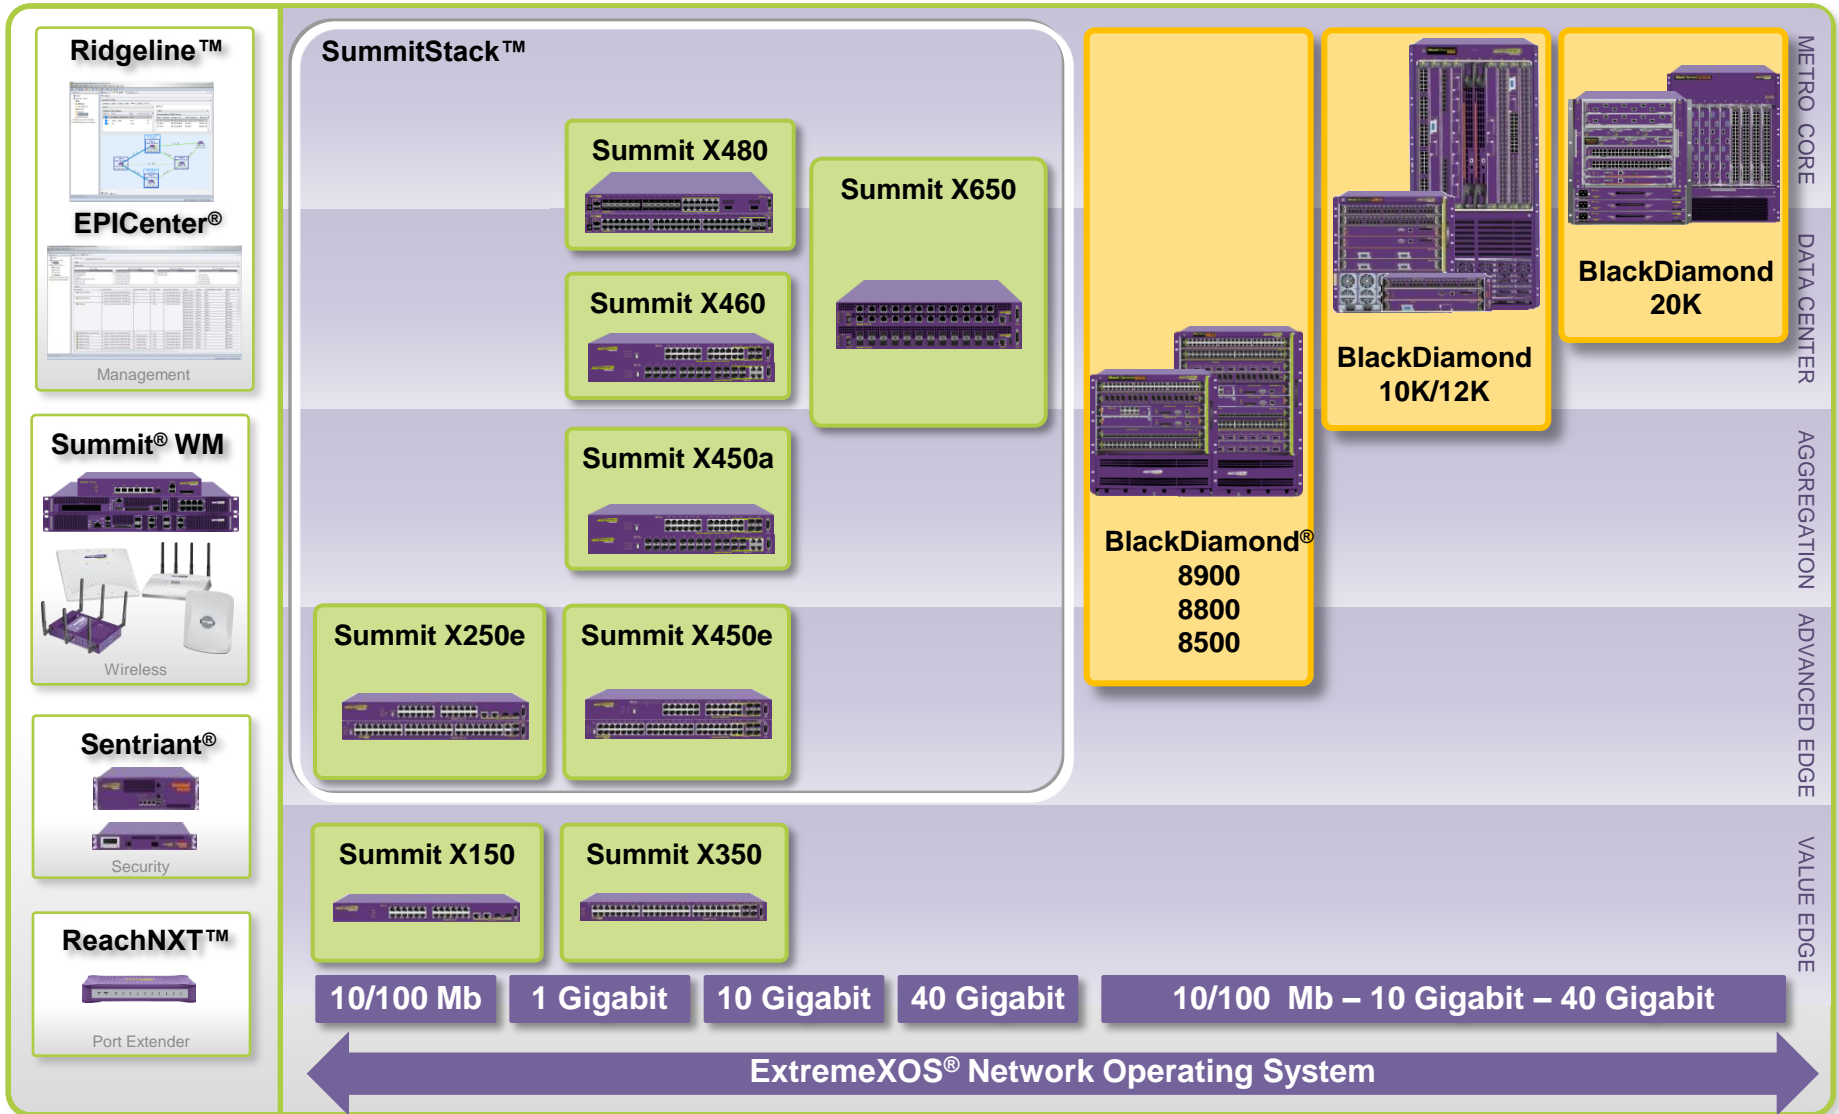 Ridgeline™
EPICenter®
Management
Summit® WM
Wireless
Sentriant®
Security
ReachNXT™
Port Extender
SummitStack™
Summit X480
Summit X650
Summit X460
Summit X450a
Summit X250e
Summit X450e
Summit X150
Summit X350
BlackDiamond®
8900
8800
8500
BlackDiamond
10K/12K
BlackDiamond
20K
METRO CORE
DATA CENTER
AGGREGATION
ADVANCED EDGE
VALUE EDGE
10/100 Mb
1 Gigabit
10 Gigabit
40 Gigabit
10/100 Mb – 10 Gigabit – 40 Gigabit
ExtremeXOS® Network Operating System